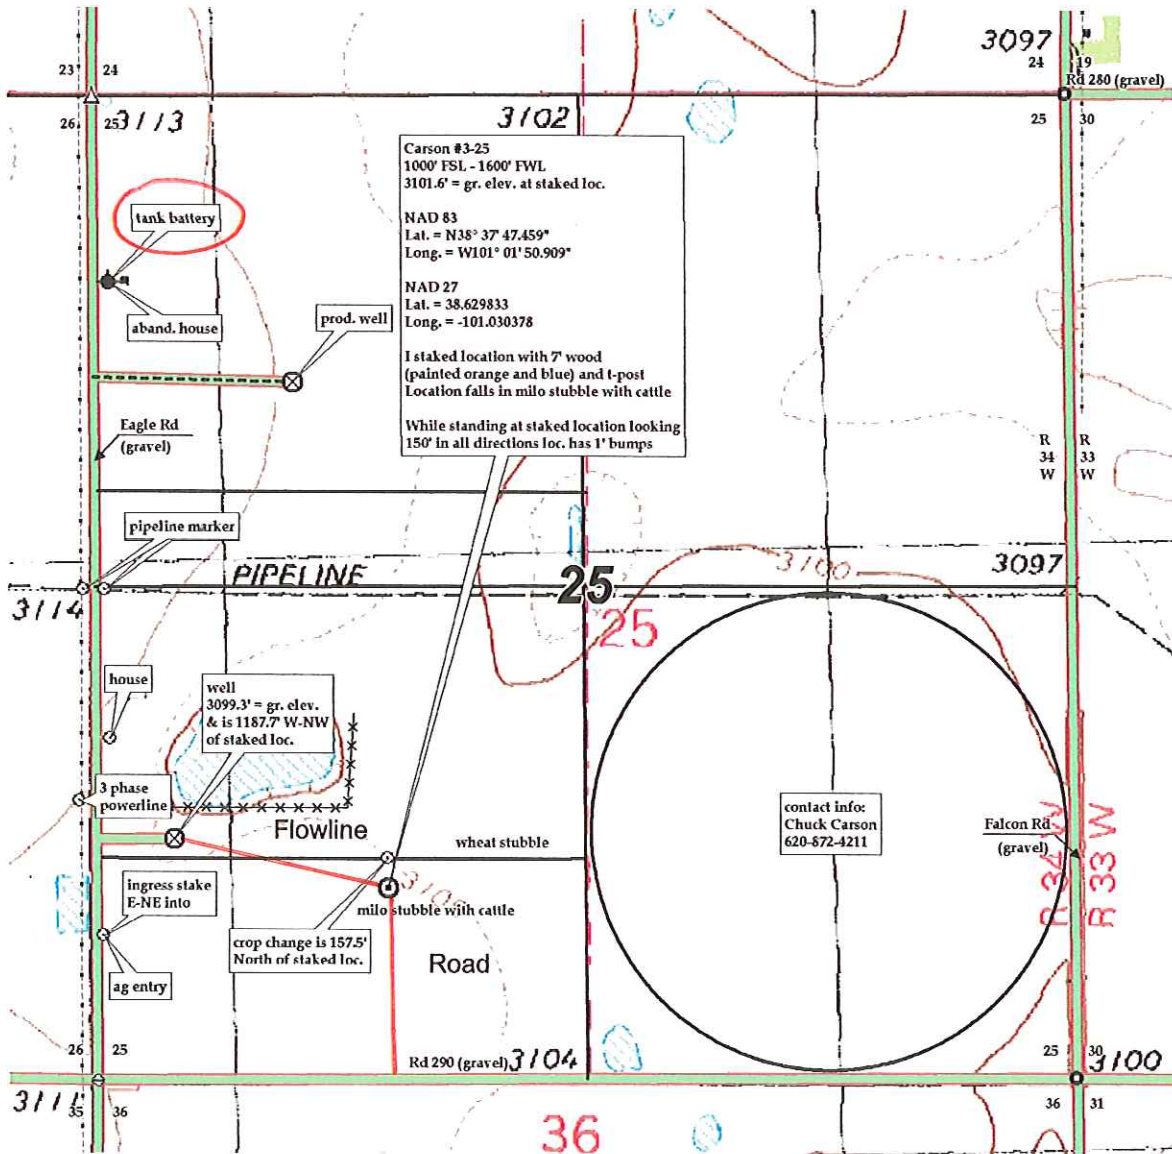 3097
23 24
24 19
Rd 280 (gravel)
26 25
3113
3102
25 30
Carson #3-25
1000' FSL - 1600' FWL
3101.6' = gr. elev. at staked loc.
NAD 83
Lat. = N38° 37' 47.459"
Long. = W101° 01' 50.909"
NAD 27
Lat. = 38.629833
Long. = -101.030378
I staked location with 7' wood
(painted orange and blue) and t-post
Location falls in milo stubble with cattle
While standing at staked location looking
150' in all directions loc. has 1' bumps
tank battery
aband. house
prod. well
Eagle Rd
(gravel)
R R
34 33
W W
pipeline marker
PIPELINE
3100
3097
3114
25
25
house
well
3099.3' = gr. elev.
& is 1187.7' W-NW
of staked loc.
3 phase
powerline
Flowline
wheat stubble
contact info:
Chuck Carson
620-872-4211
Falcon Rd
(gravel)
R 34 W
R 33 W
3100
ingress stake
E-NE into
milo stubble with cattle
crop change is 157.5'
North of staked loc.
Road
ag entry
26 25
Rd 290 (gravel)
3104
25 30
3100
3111
35 36
36 31
36